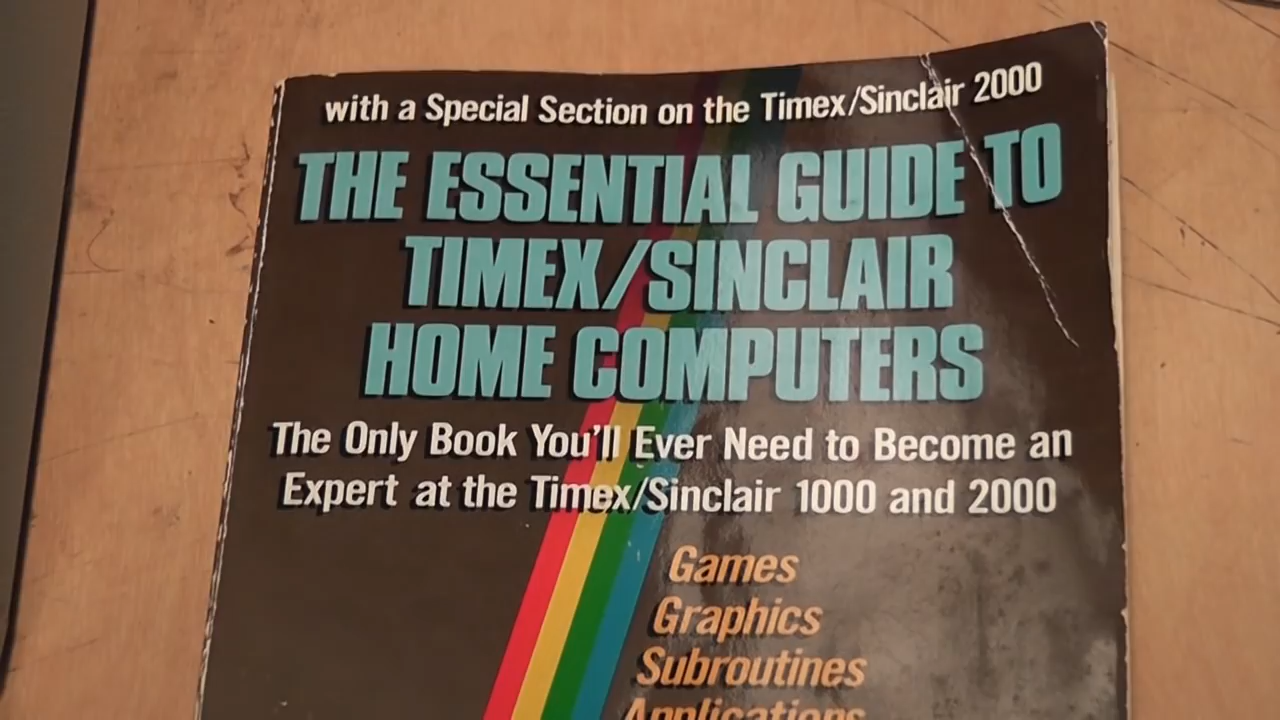 with a Special Section on the Timex/Sinclair 2000
THE ESSENTIAL GUIDE TO
TIMEX/SINCLAIR
HOME COMPUTERS
The Only Book You'll Ever Need to Become an
Expert at the Timex/Sinclair 1000 and 2000
Games
Graphics
Subroutines
Applications